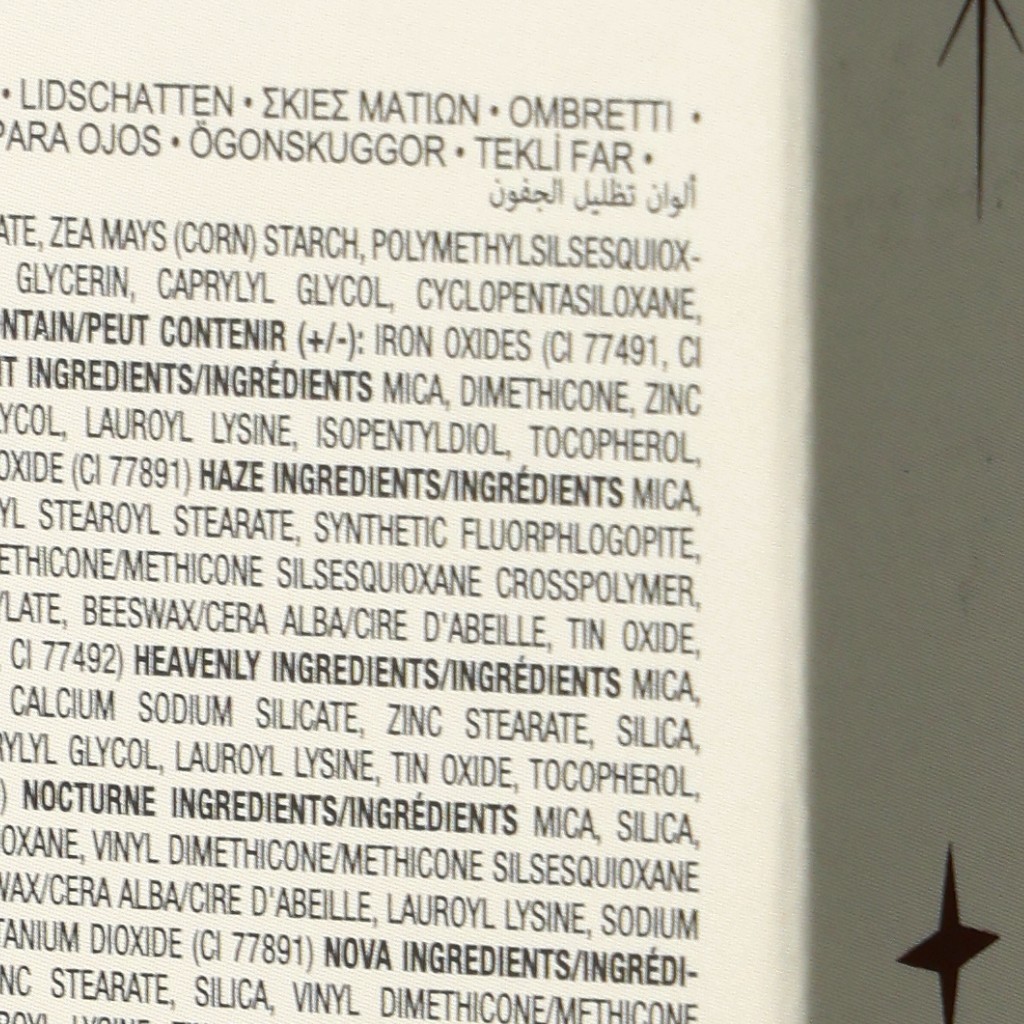 • LIDSCHATTEN • ΣΚΙΕΣ ΜΑΤΙΩΝ • OMBRETTI •
PARA OJOS • ÖGONSKUGGOR • TEKLİ FAR •
ألوان تظليل الجفون
ATE, ZEA MAYS (CORN) STARCH, POLYMETHYLSILSESQUIOX-
GLYCERIN, CAPRYLYL GLYCOL, CYCLOPENTASILOXANE,
NTAIN/PEUT CONTENIR (+/-): IRON OXIDES (CI 77491, CI
T INGREDIENTS/INGRÉDIENTS MICA, DIMETHICONE, ZINC
YCOL, LAUROYL LYSINE, ISOPENTYLDIOL, TOCOPHEROL,
OXIDE (CI 77891) HAZE INGREDIENTS/INGRÉDIENTS MICA,
YL STEAROYL STEARATE, SYNTHETIC FLUORPHLOGOPITE,
ETHICONE/METHICONE SILSESQUIOXANE CROSSPOLYMER,
YLATE, BEESWAX/CERA ALBA/CIRE D'ABEILLE, TIN OXIDE,
, CI 77492) HEAVENLY INGREDIENTS/INGRÉDIENTS MICA,
CALCIUM SODIUM SILICATE, ZINC STEARATE, SILICA,
RYLYL GLYCOL, LAUROYL LYSINE, TIN OXIDE, TOCOPHEROL,
) NOCTURNE INGREDIENTS/INGRÉDIENTS MICA, SILICA,
OXANE, VINYL DIMETHICONE/METHICONE SILSESQUIOXANE
WAX/CERA ALBA/CIRE D'ABEILLE, LAUROYL LYSINE, SODIUM
TANIUM DIOXIDE (CI 77891) NOVA INGREDIENTS/INGRÉDI-
NC STEARATE, SILICA, VINYL DIMETHICONE/METHICONE